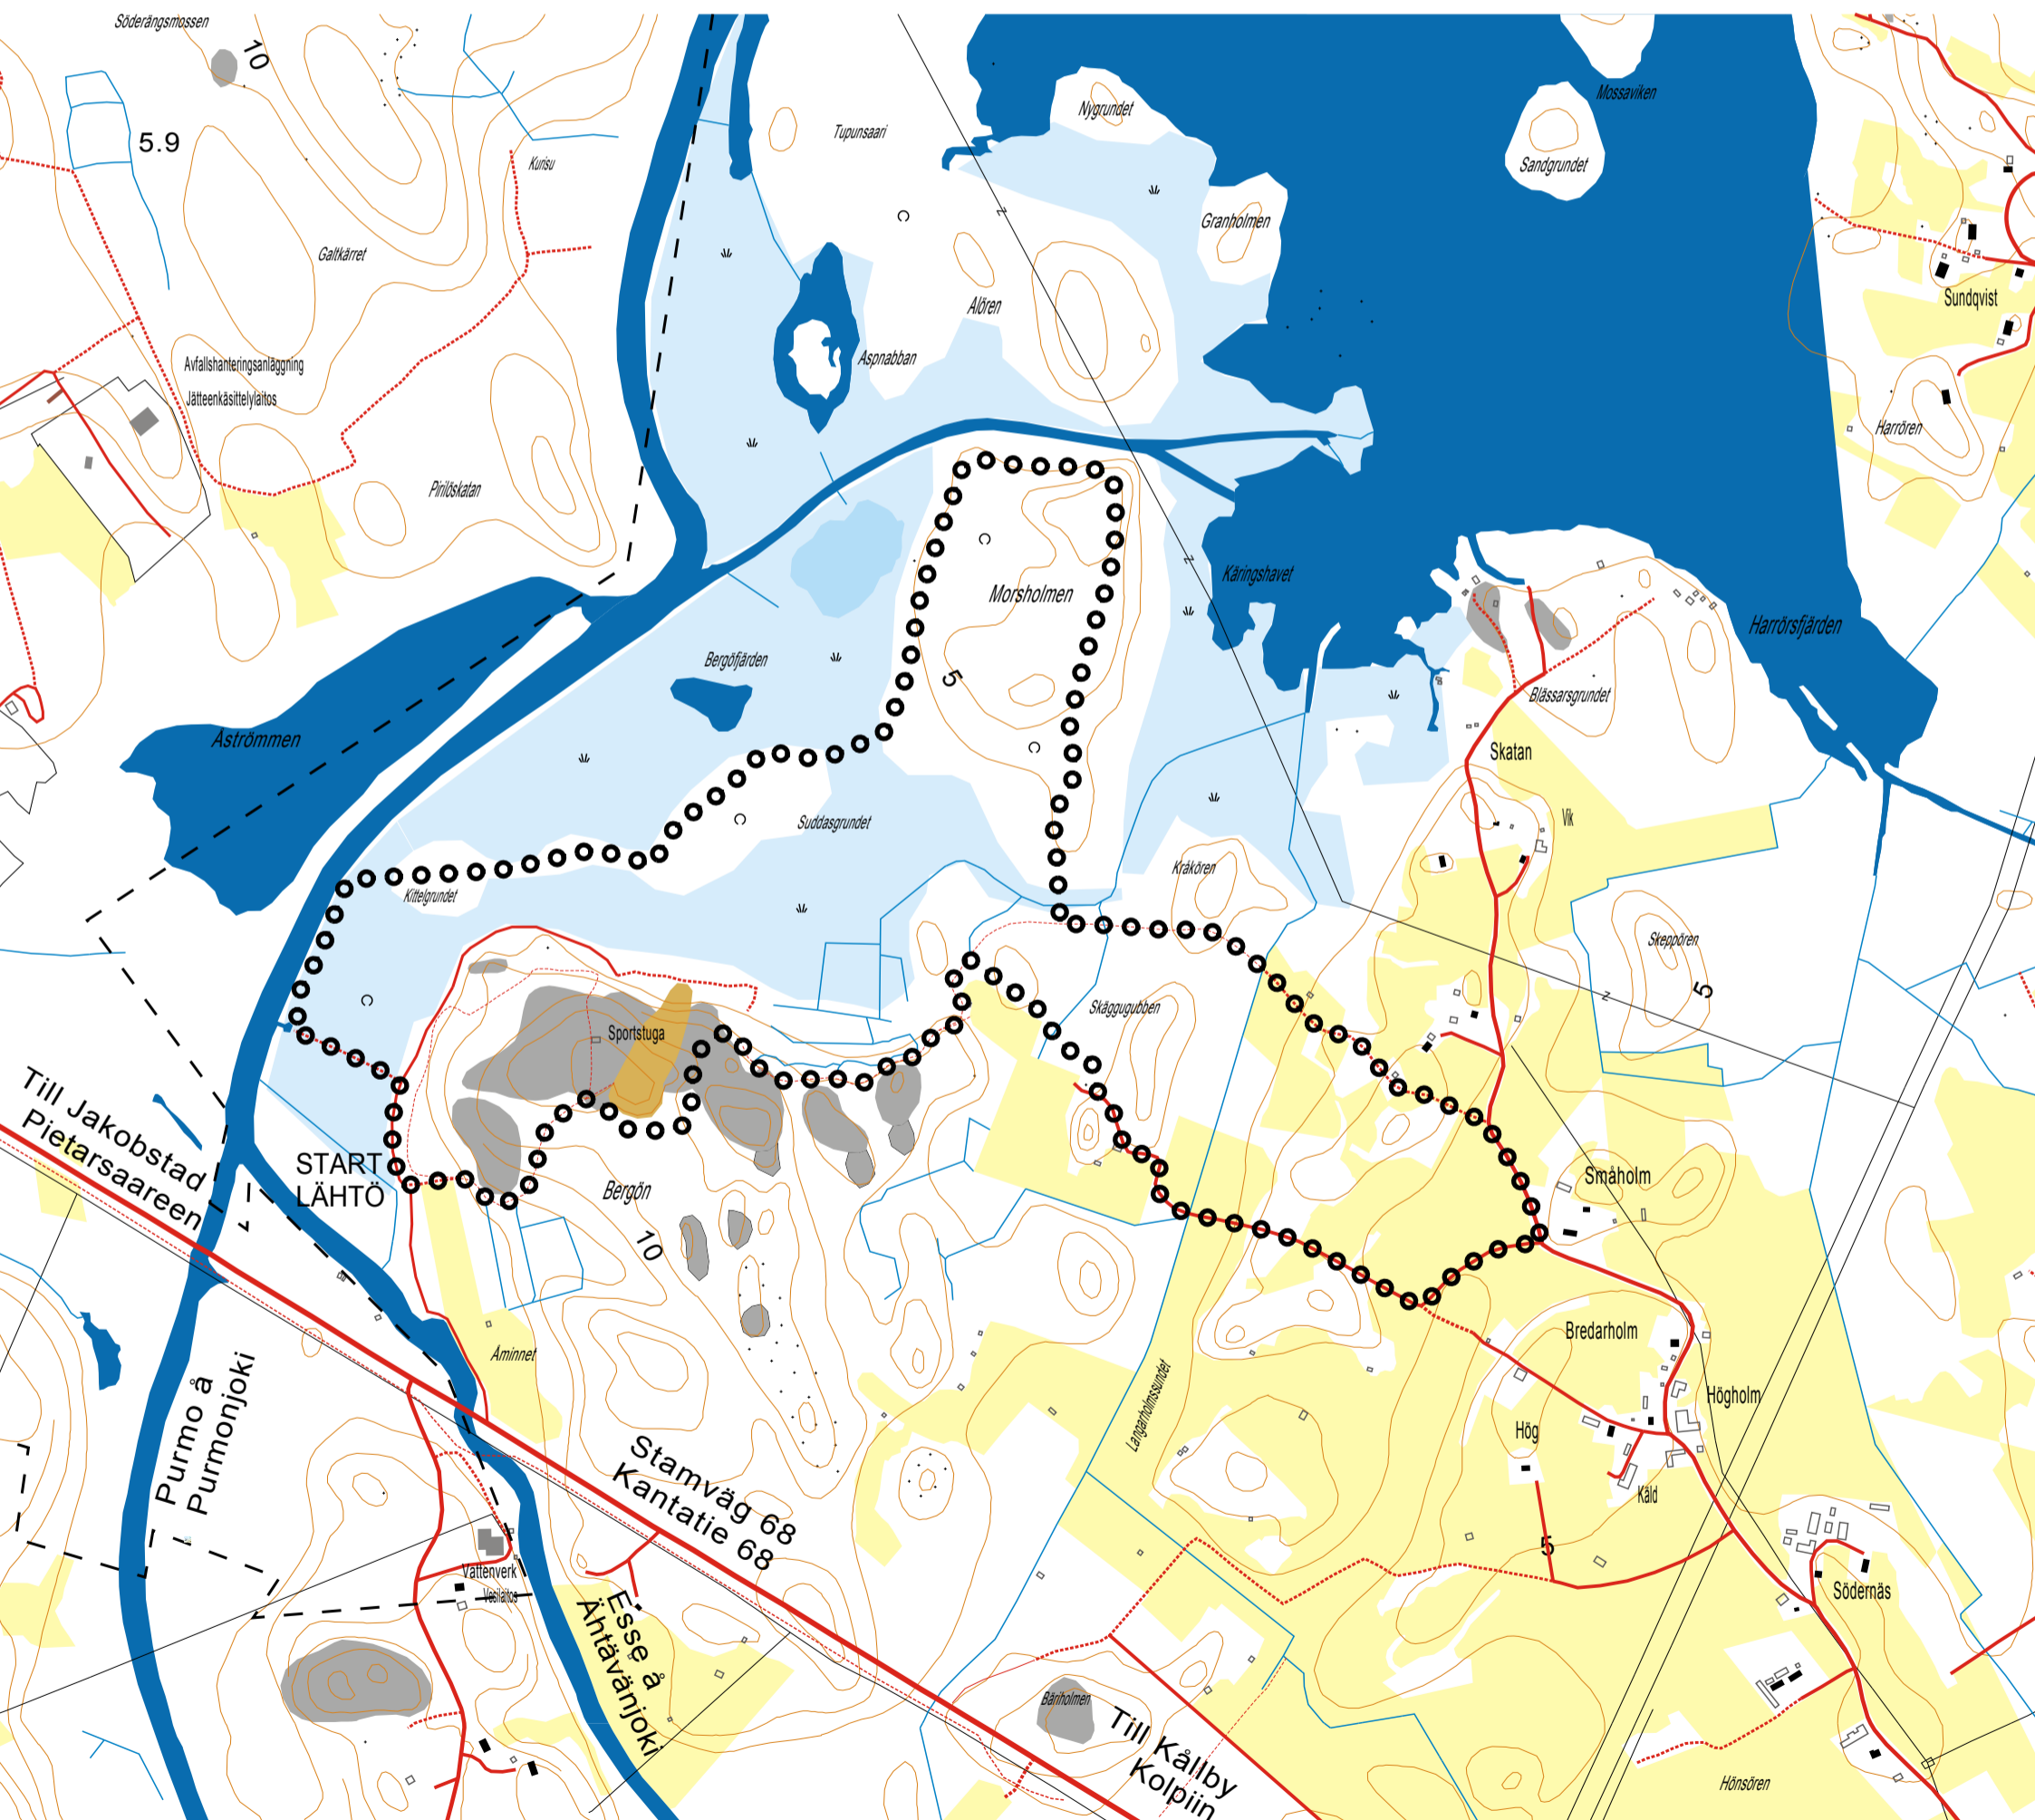 Söderängsmossen
10
5.9
Kurisu
Galtkärret
Tupunsaari
Nygrundet
Mossaviken
Sandgrundet
Granholmen
Sundqvist
Alören
Aspnabban
Avfallshanteringsanläggning
Jätteenkäsittelylaitos
Harrören
Pirilöskatan
Käringshavet
Morsholmen
Harrörsfjärden
Bergöfjärden
5
Blässarsgrundet
Åströmmen
Skatan
Vik
Suddasgrundet
Kråkören
Kittelgrundet
Skeppören
5
Skäggugubben
Sportstuga
Till Jakobstad
Pietarsaareen
START
LÄHTÖ
Bergön
Småholm
10
Bredarholm
Åminnet
Högholm
Langarholmssundet
Purmo å
Purmonjoki
Hög
Stamväg 68
Kantatie 68
Käld
5
Vattenverk
Vesilaitos
Södernäs
Esse å
Ähtävänjoki
Bäriholmen
Till Kållby
Kolpiin
Hönsören